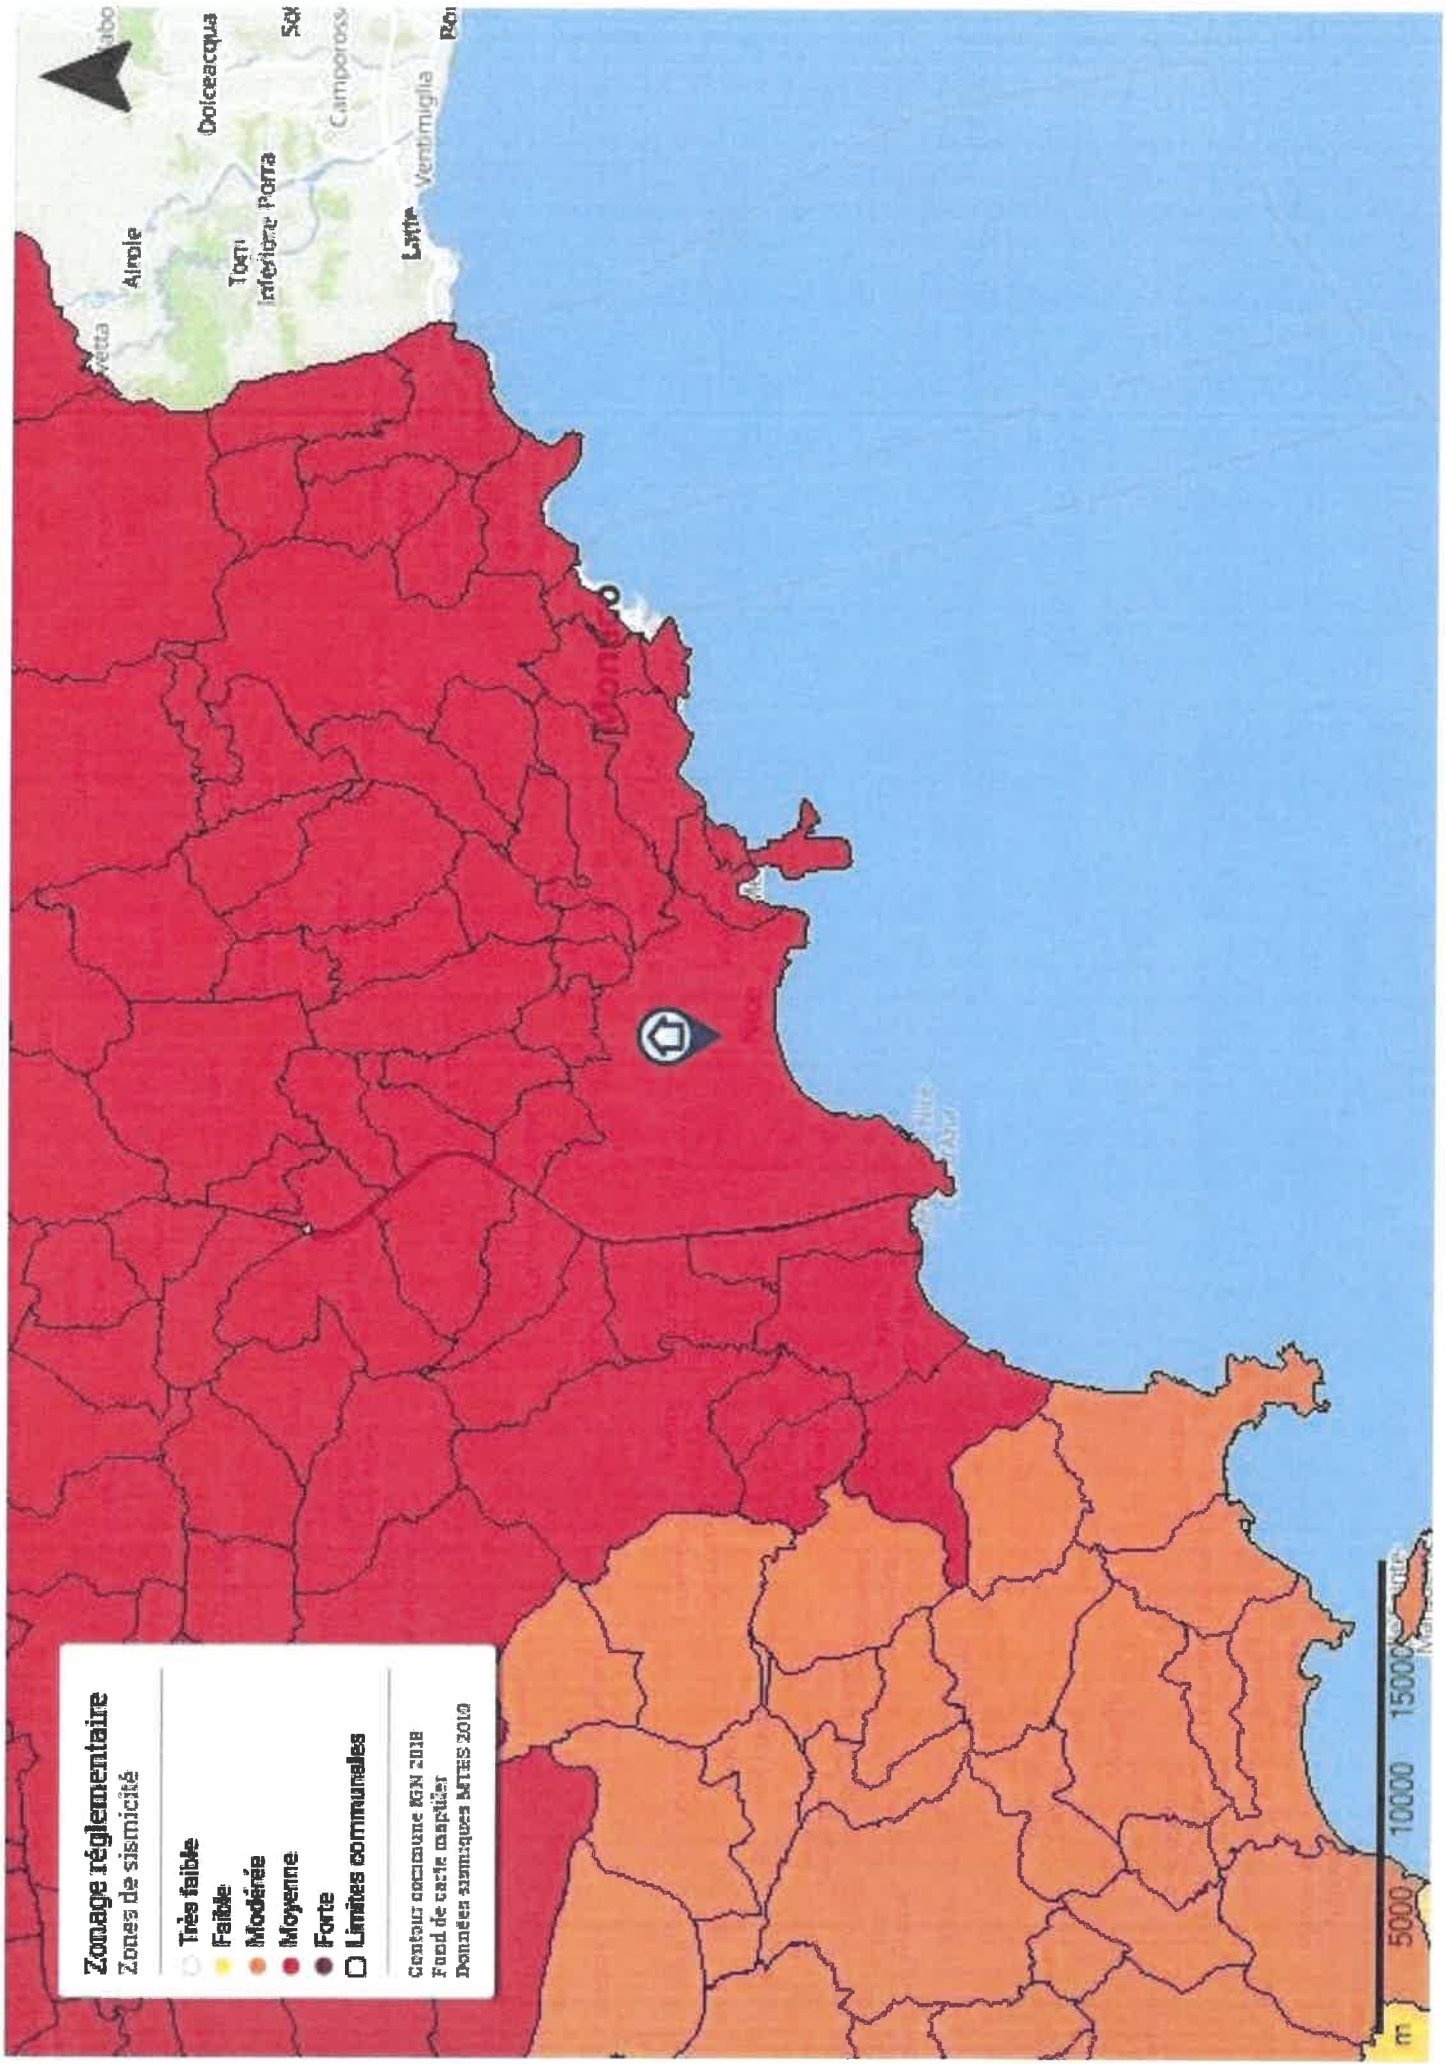 Zonage réglementaire
Zones de sismicité
Très faible
Faible
Modérée
Moyenne
Forte
Limites communales
Contour commune IGN 2018
Fond de carte maptiler
Données sismiques MTES 2010
Airole
Dolceacqua
Torri
Inferiore Porra
Camporosso
Latte
Ventimiglia
Nice
m
5000
10000
15000